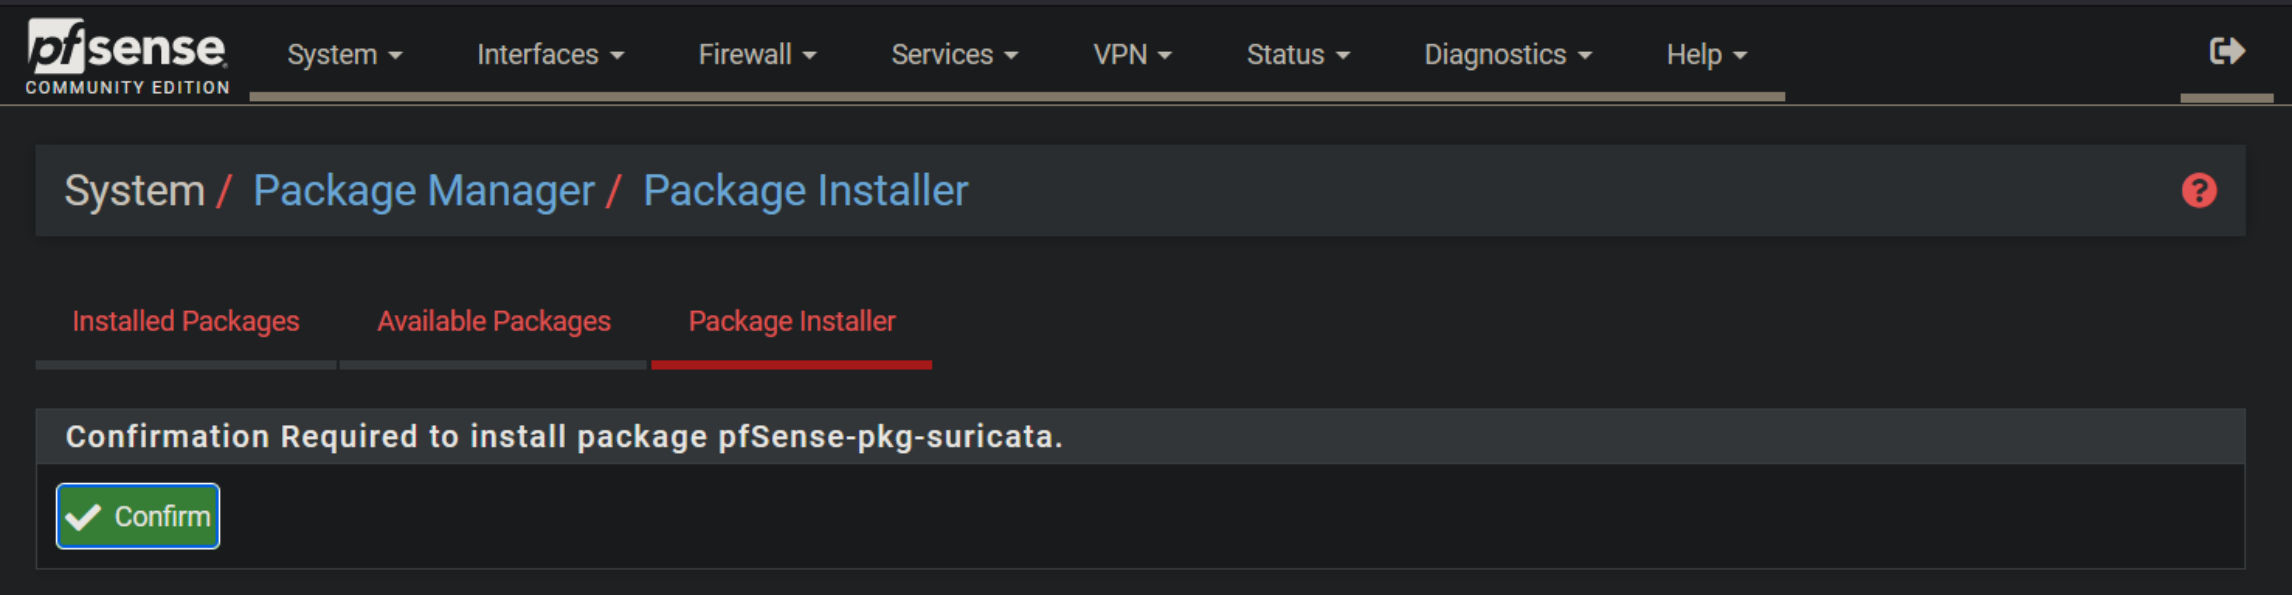 pfsense
COMMUNITY EDITION
System Interfaces Firewall Services VPN Status Diagnostics Help
System / Package Manager / Package Installer
Installed Packages Available Packages Package Installer
Confirmation Required to install package pfSense-pkg-suricata.
Confirm